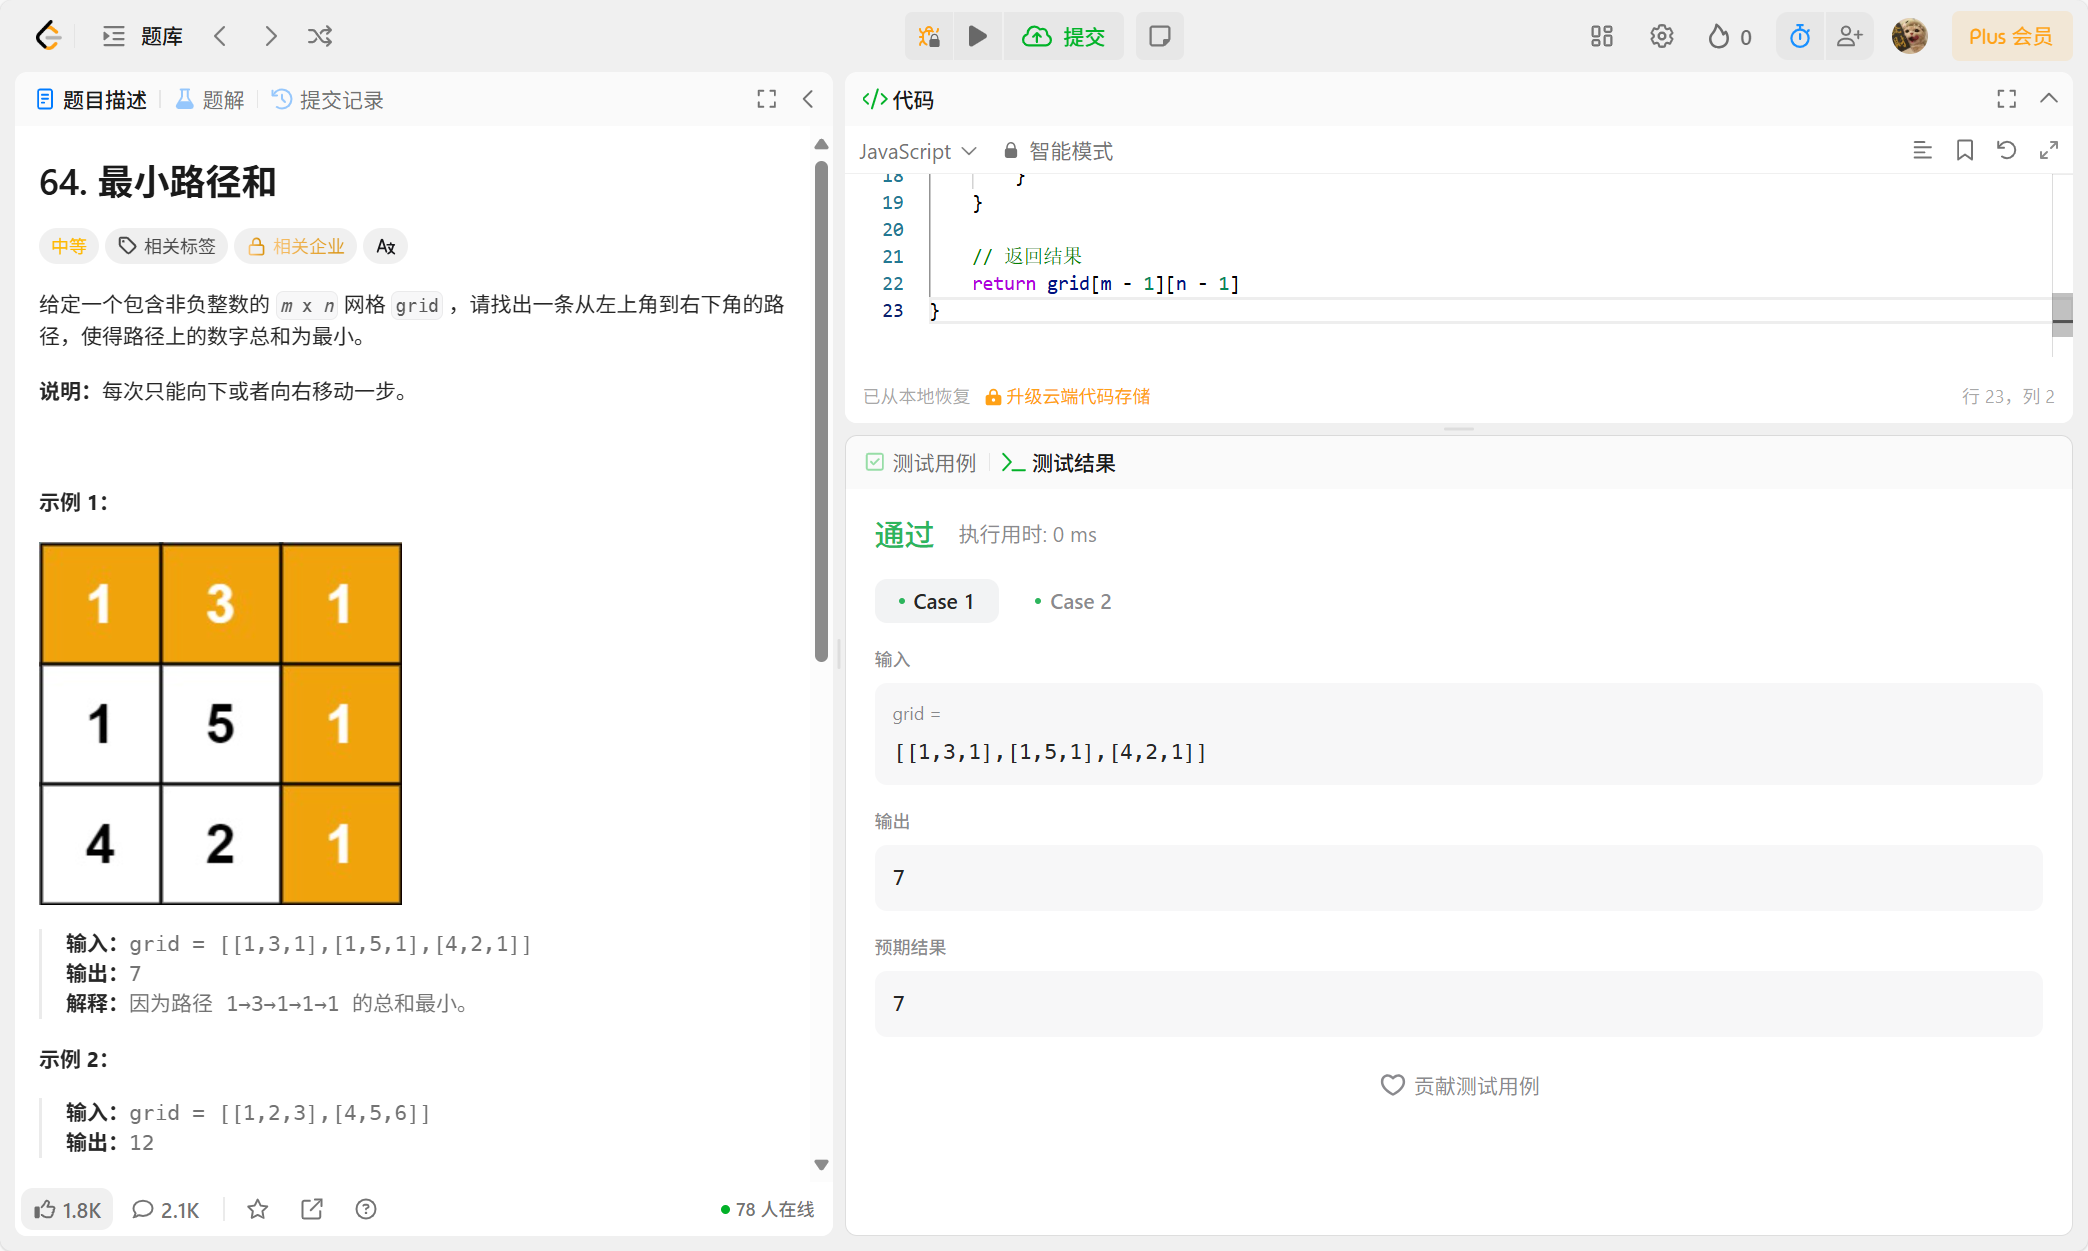 题库
提交
0
Plus 会员
题目描述
题解
提交记录
64. 最小路径和
中等
相关标签
相关企业
给定一个包含非负整数的 m x n 网格 grid ，请找出一条从左上角到右下角的路
径，使得路径上的数字总和为最小。
说明：每次只能向下或者向右移动一步。
示例 1：
1 3 1
1 5 1
4 2 1
输入：grid = [[1,3,1],[1,5,1],[4,2,1]]
输出：7
解释：因为路径 1→3→1→1→1 的总和最小。
示例 2：
输入：grid = [[1,2,3],[4,5,6]]
输出：12
1.8K
2.1K
78 人在线
</>代码
JavaScript
智能模式
18 }
19 }
20
21 // 返回结果
22 return grid[m - 1][n - 1]
23 }
已从本地恢复
升级云端代码存储
行 23，列 2
测试用例
测试结果
通过
执行用时: 0 ms
Case 1
Case 2
输入
grid =
[[1,3,1],[1,5,1],[4,2,1]]
输出
7
预期结果
7
贡献测试用例